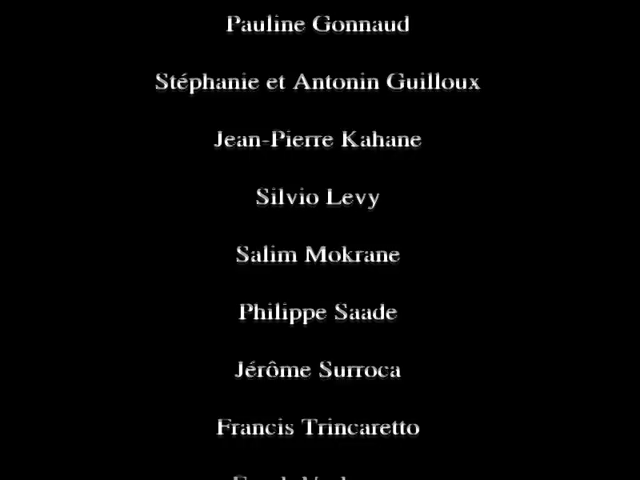 Pauline Gonnaud
Stéphanie et Antonin Guilloux
Jean-Pierre Kahane
Silvio Levy
Salim Mokrane
Philippe Saade
Jérôme Surroca
Francis Trincaretto